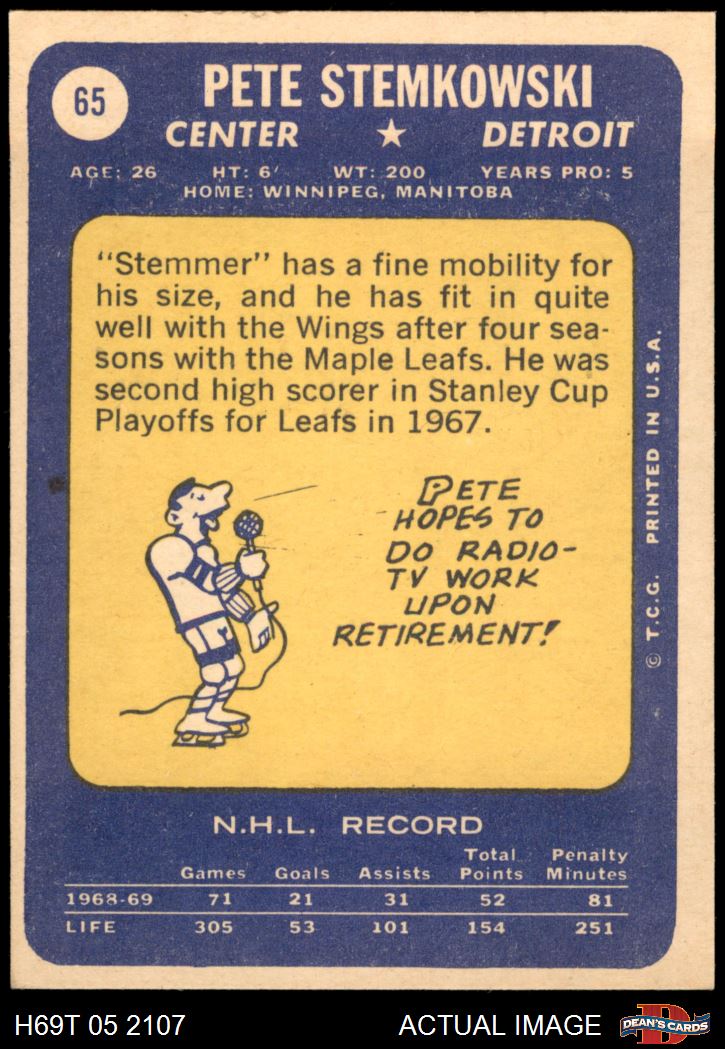 65
PETE STEMKOWSKI
CENTER ★ DETROIT
AGE: 26 HT: 6' WT: 200 YEARS PRO: 5
HOME: WINNIPEG, MANITOBA
"Stemmer" has a fine mobility for
his size, and he has fit in quite
well with the Wings after four sea-
sons with the Maple Leafs. He was
second high scorer in Stanley Cup
Playoffs for Leafs in 1967.
PETE
HOPES TO
DO RADIO-
TV WORK
UPON
RETIREMENT!
© T.C.G. PRINTED IN U.S.A.
N.H.L. RECORD
Games Goals Assists Total Points Penalty Minutes
1968-69 71 21 31 52 81
LIFE 305 53 101 154 251
H69T 05 2107 ACTUAL IMAGE
D
DEAN'S CARDS